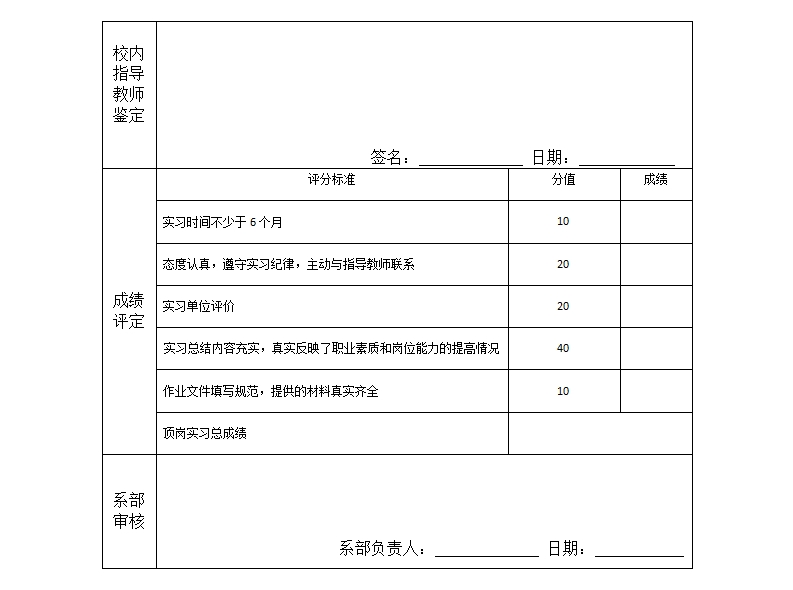 校内
指导
教师
鉴定
签名： 日期：
成绩
评定
评分标准 分值 成绩
实习时间不少于 6 个月 10
态度认真，遵守实习纪律，主动与指导教师联系 20
实习单位评价 20
实习总结内容充实，真实反映了职业素质和岗位能力的提高情况 40
作业文件填写规范，提供的材料真实齐全 10
顶岗实习总成绩
系部
审核
系部负责人： 日期：